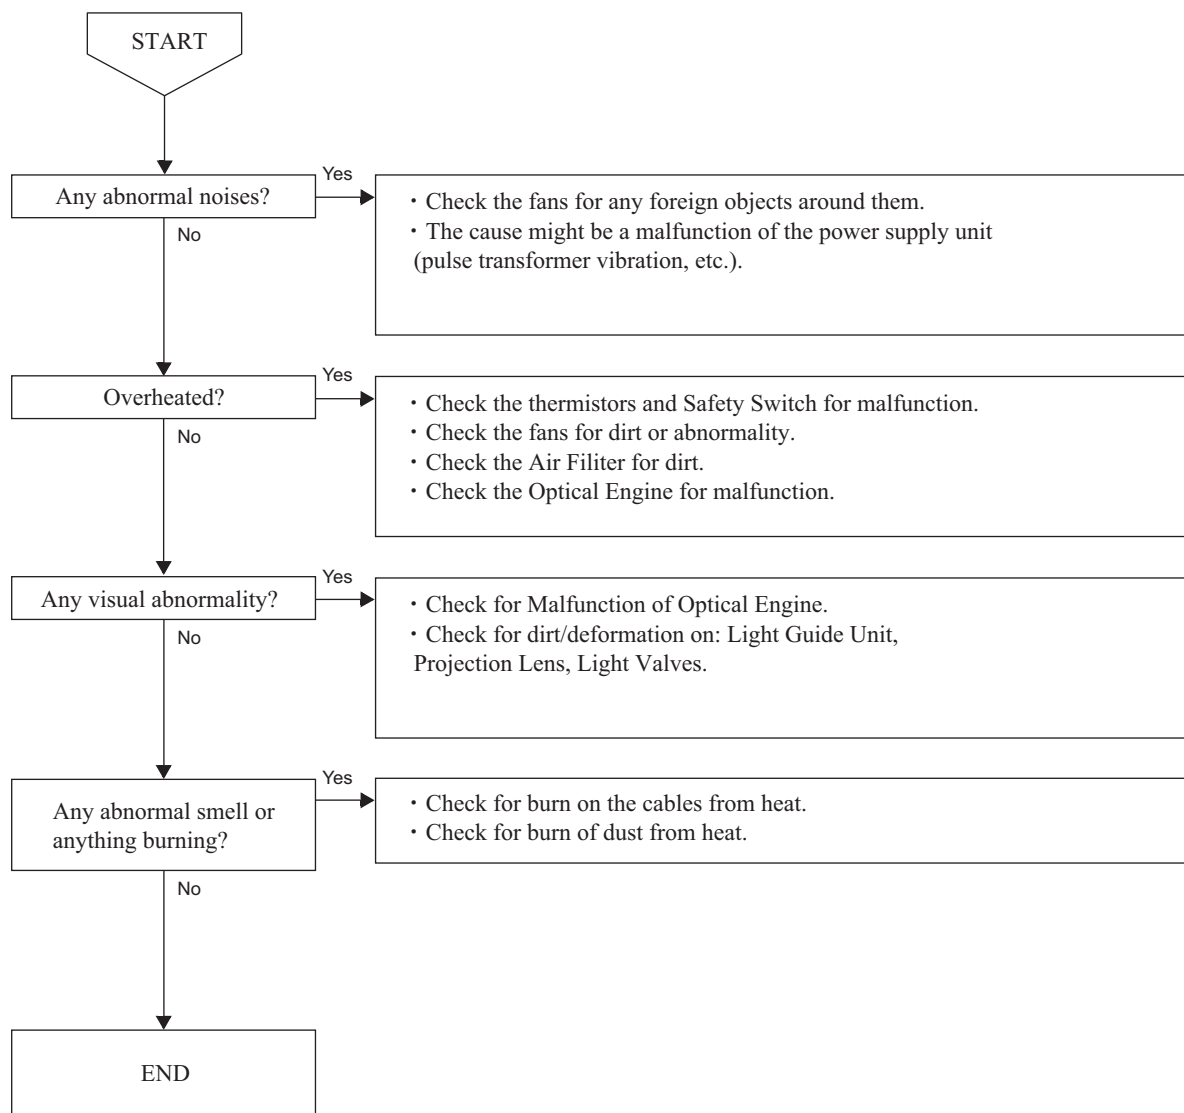 START
Any abnormal noises?
Yes
・Check the fans for any foreign objects around them.
・The cause might be a malfunction of the power supply unit
(pulse transformer vibration, etc.).
No
Overheated?
Yes
・Check the thermistors and Safety Switch for malfunction.
・Check the fans for dirt or abnormality.
・Check the Air Filiter for dirt.
・Check the Optical Engine for malfunction.
No
Any visual abnormality?
Yes
・Check for Malfunction of Optical Engine.
・Check for dirt/deformation on: Light Guide Unit,
Projection Lens, Light Valves.
No
Any abnormal smell or
anything burning?
Yes
・Check for burn on the cables from heat.
・Check for burn of dust from heat.
No
END